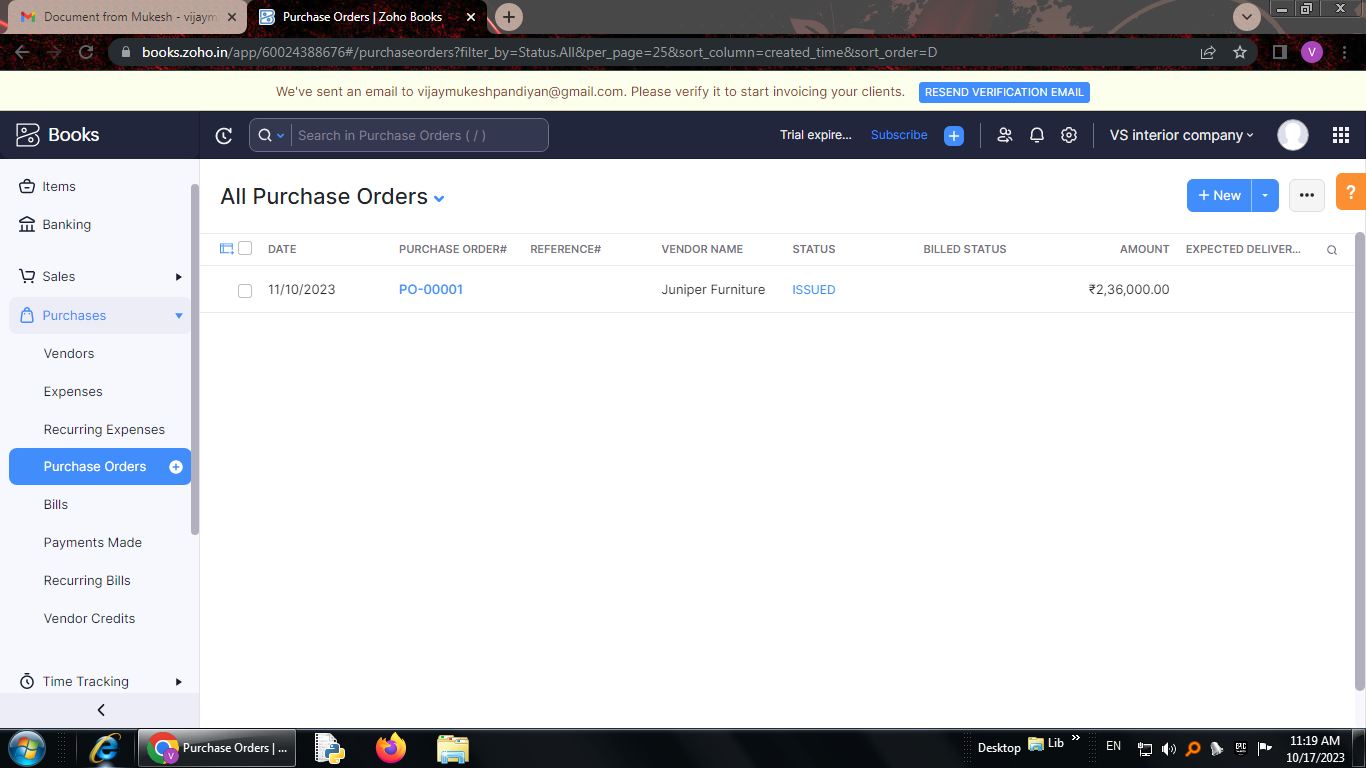 Document from Mukesh - vijaym
Purchase Orders | Zoho Books
books.zoho.in/app/60024388676#/purchaseorders?filter_by=Status.All&per_page=25&sort_column=created_time&sort_order=D
V
We've sent an email to vijaymukeshpandiyan@gmail.com. Please verify it to start invoicing your clients. RESEND VERIFICATION EMAIL
Books
Search in Purchase Orders ( / )
Trial expire... Subscribe
VS interior company
Items
Banking
Sales
Purchases
Vendors
Expenses
Recurring Expenses
Purchase Orders
Bills
Payments Made
Recurring Bills
Vendor Credits
Time Tracking
All Purchase Orders
+ New
?
DATE PURCHASE ORDER# REFERENCE# VENDOR NAME STATUS BILLED STATUS AMOUNT EXPECTED DELIVER...
11/10/2023 PO-00001 Juniper Furniture ISSUED ₹2,36,000.00
Purchase Orders | ...
Desktop
Lib
EN
11:19 AM
10/17/2023